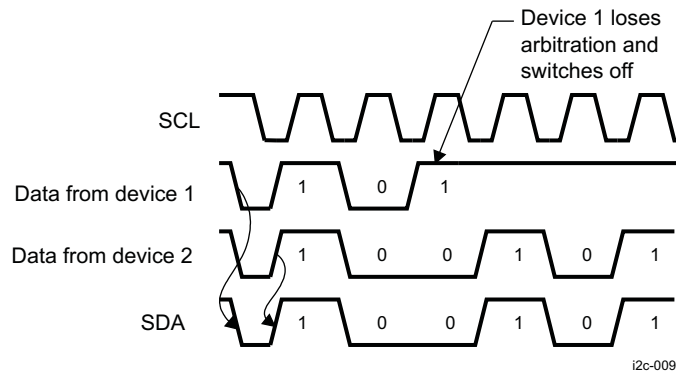 Device 1 loses
arbitration and
switches off
SCL
Data from device 1 1 0 1
Data from device 2 1 0 0 1 0 1
SDA 1 0 0 1 0 1
i2c-009